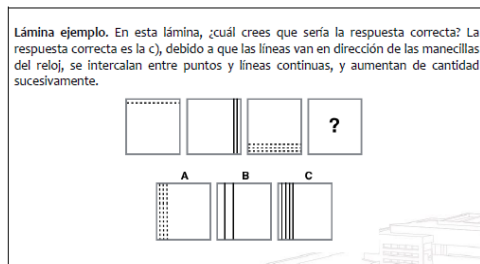 Lámina ejemplo. En esta lámina, ¿cuál crees que sería la respuesta correcta? La
respuesta correcta es la c), debido a que las líneas van en dirección de las manecillas
del reloj, se intercalan entre puntos y líneas continuas, y aumentan de cantidad
sucesivamente.
?
A B C